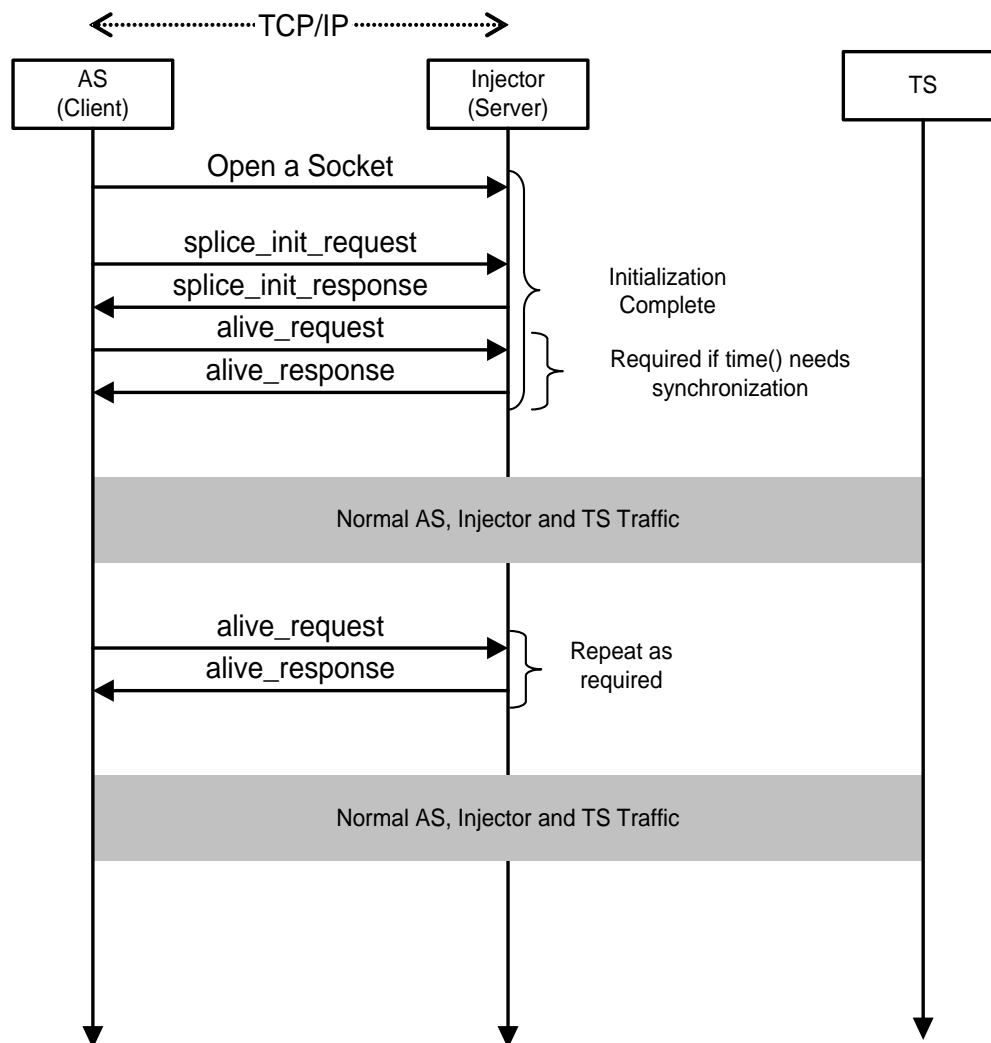 TCP/IP
AS
(Client)
Injector
(Server)
TS
Open a Socket
splice_init_request
splice_init_response
alive_request
alive_response
Initialization
Complete
Required if time() needs
synchronization
Normal AS, Injector and TS Traffic
alive_request
alive_response
Repeat as
required
Normal AS, Injector and TS Traffic